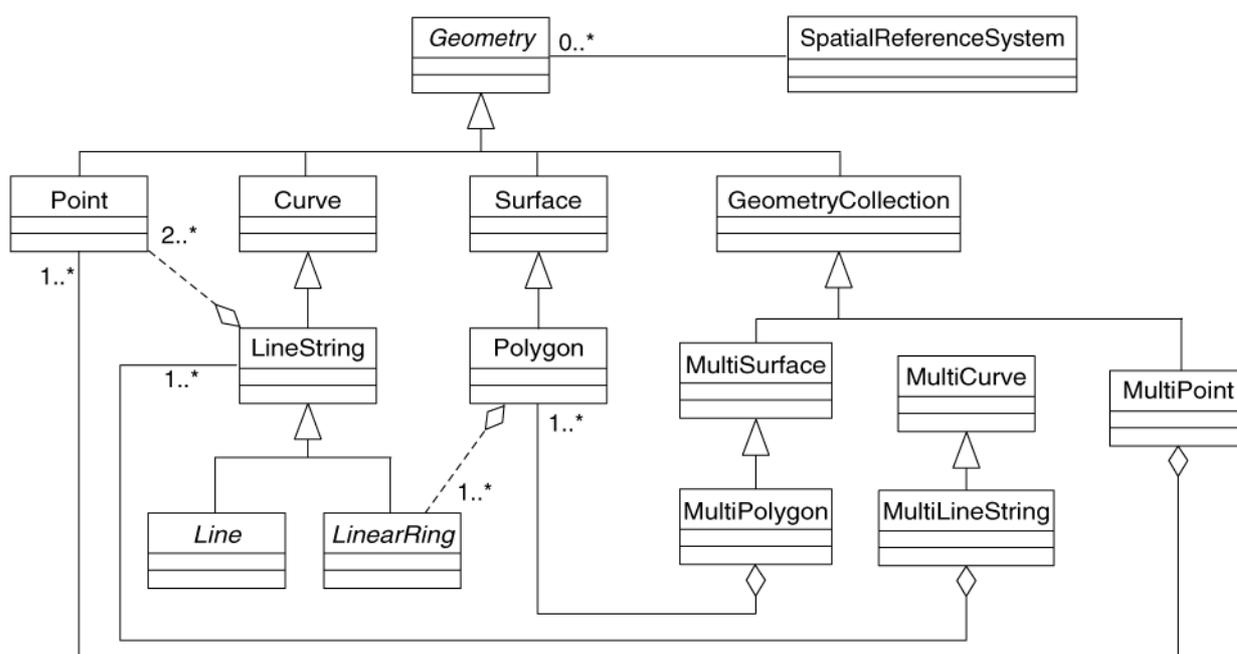 Geometry
0..*
SpatialReferenceSystem
Point
Curve
Surface
GeometryCollection
2..*
1..*
LineString
Polygon
MultiSurface
MultiCurve
MultiPoint
1..*
1..*
1..*
MultiPolygon
MultiLineString
Line
LinearRing